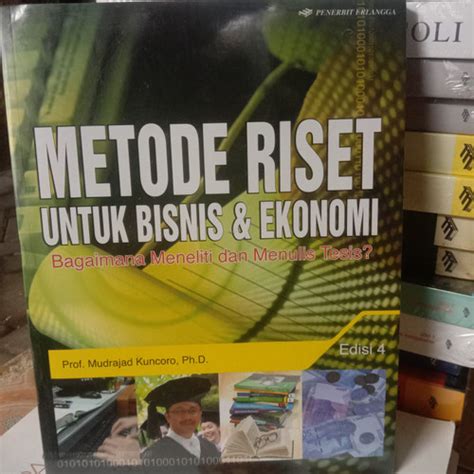 PENERBIT ERLANGGA
METODE RISET
UNTUK BISNIS & EKONOMI
Bagaimana Meneliti dan Menulis Tesis?
Edisi 4
Prof. Mudrajad Kuncoro, Ph.D.
OLI